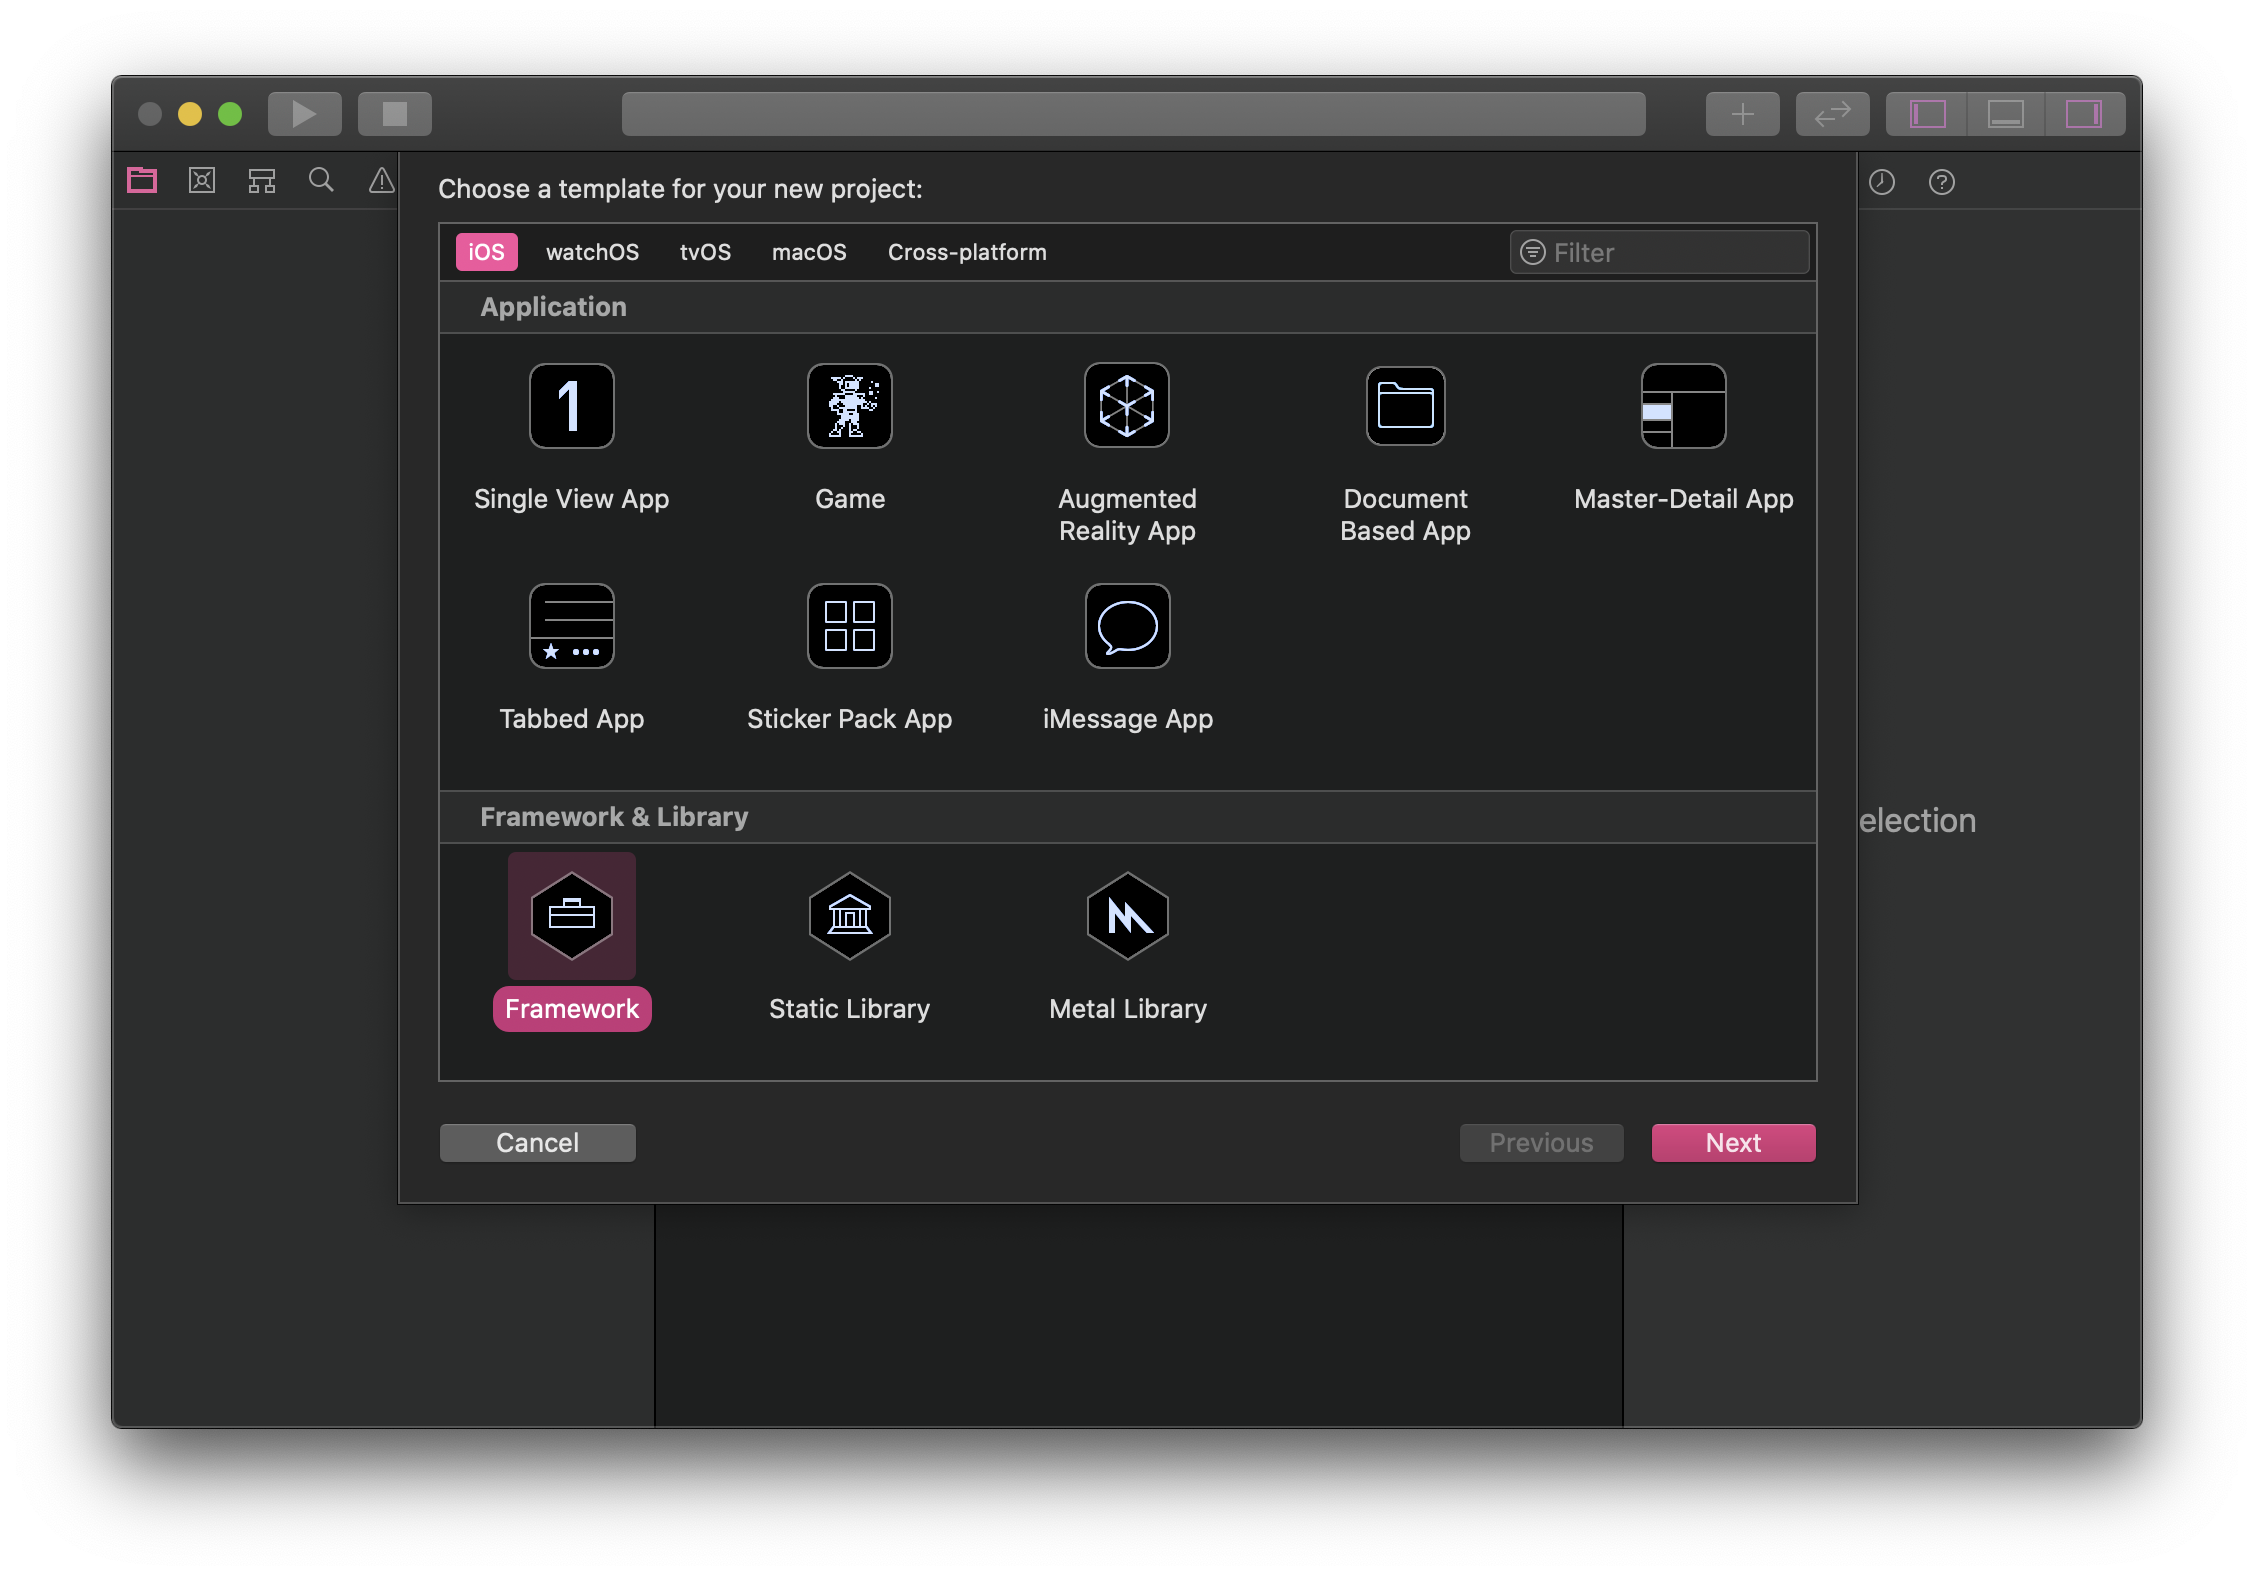 Choose a template for your new project:
iOS watchOS tvOS macOS Cross-platform Filter
Application
1
Single View App Game Augmented Reality App Document Based App Master-Detail App
Tabbed App Sticker Pack App iMessage App
Framework & Library
election
Framework Static Library Metal Library
Cancel Previous Next